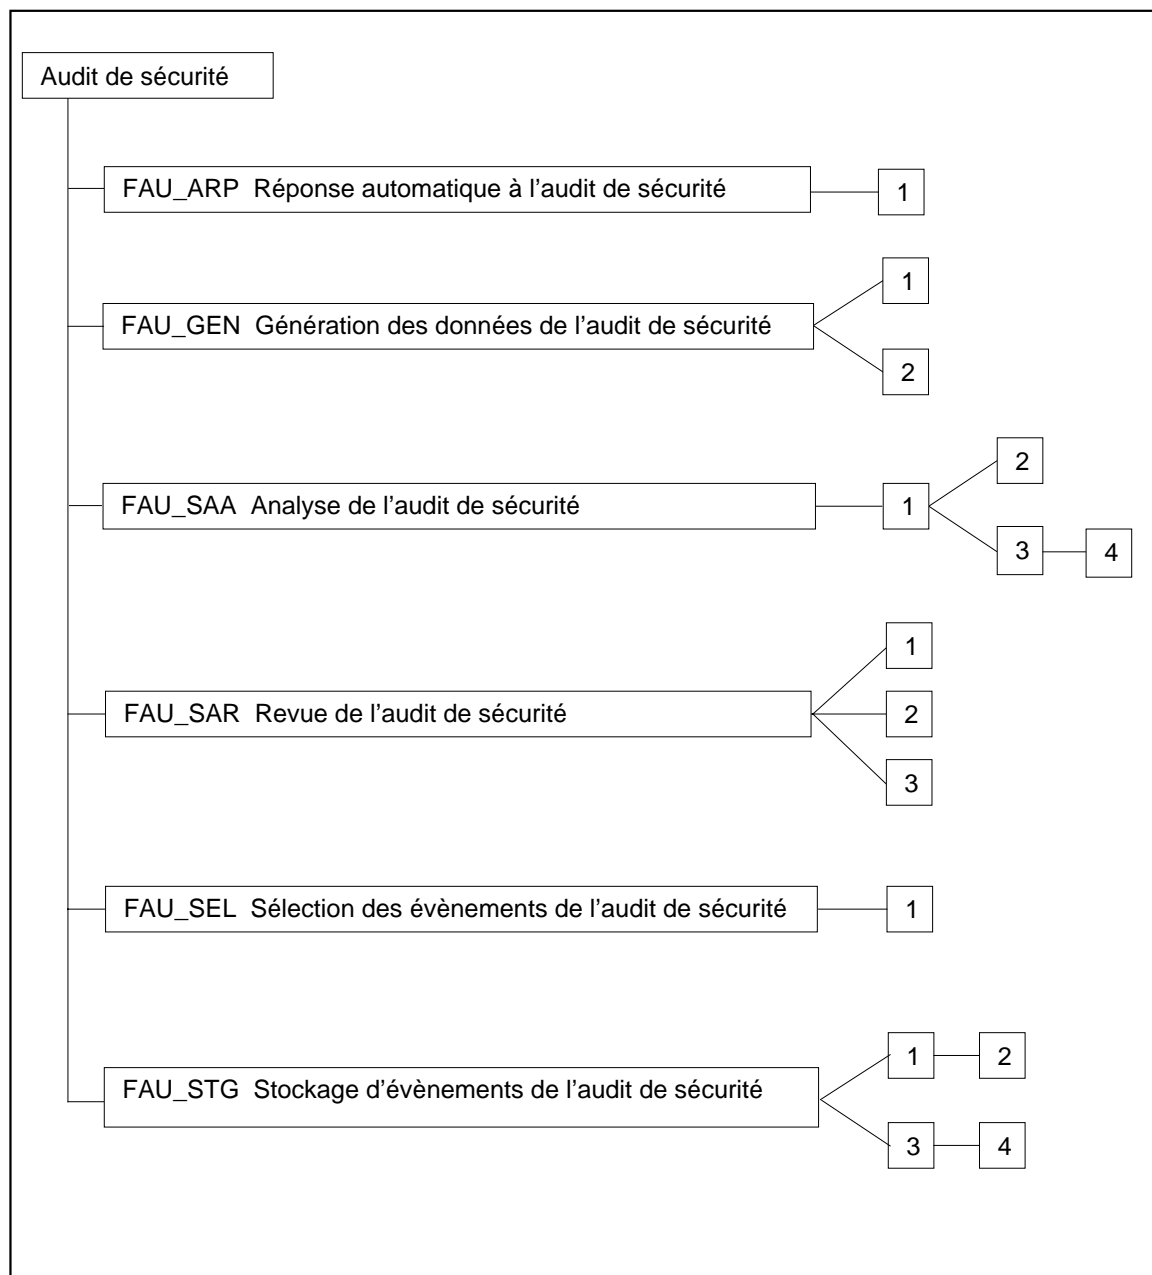 Audit de sécurité
FAU_ARP Réponse automatique à l'audit de sécurité
1
FAU_GEN Génération des données de l'audit de sécurité
1
2
FAU_SAA Analyse de l'audit de sécurité
1
2
3
4
FAU_SAR Revue de l'audit de sécurité
1
2
3
FAU_SEL Sélection des évènements de l'audit de sécurité
1
FAU_STG Stockage d'évènements de l'audit de sécurité
1
2
3
4